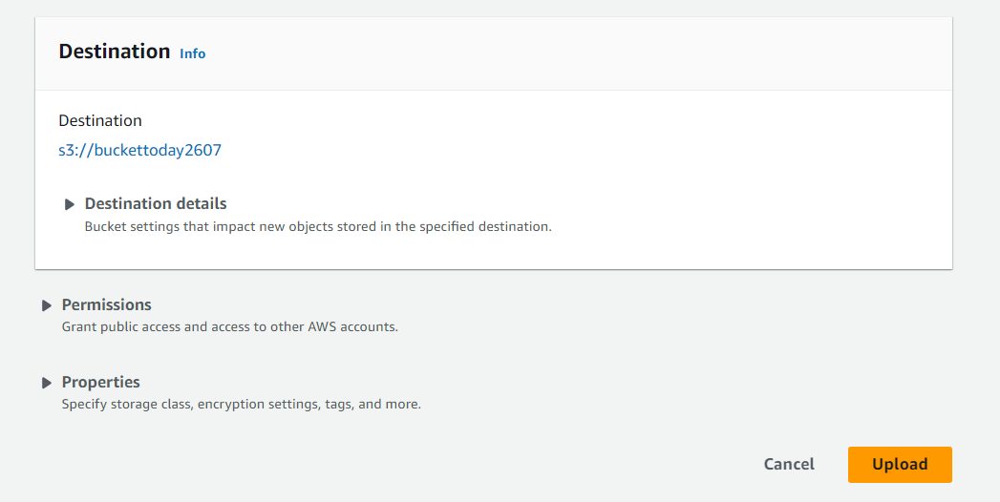 Destination Info
Destination
s3://buckettoday2607
Destination details
Bucket settings that impact new objects stored in the specified destination.
Permissions
Grant public access and access to other AWS accounts.
Properties
Specify storage class, encryption settings, tags, and more.
Cancel Upload